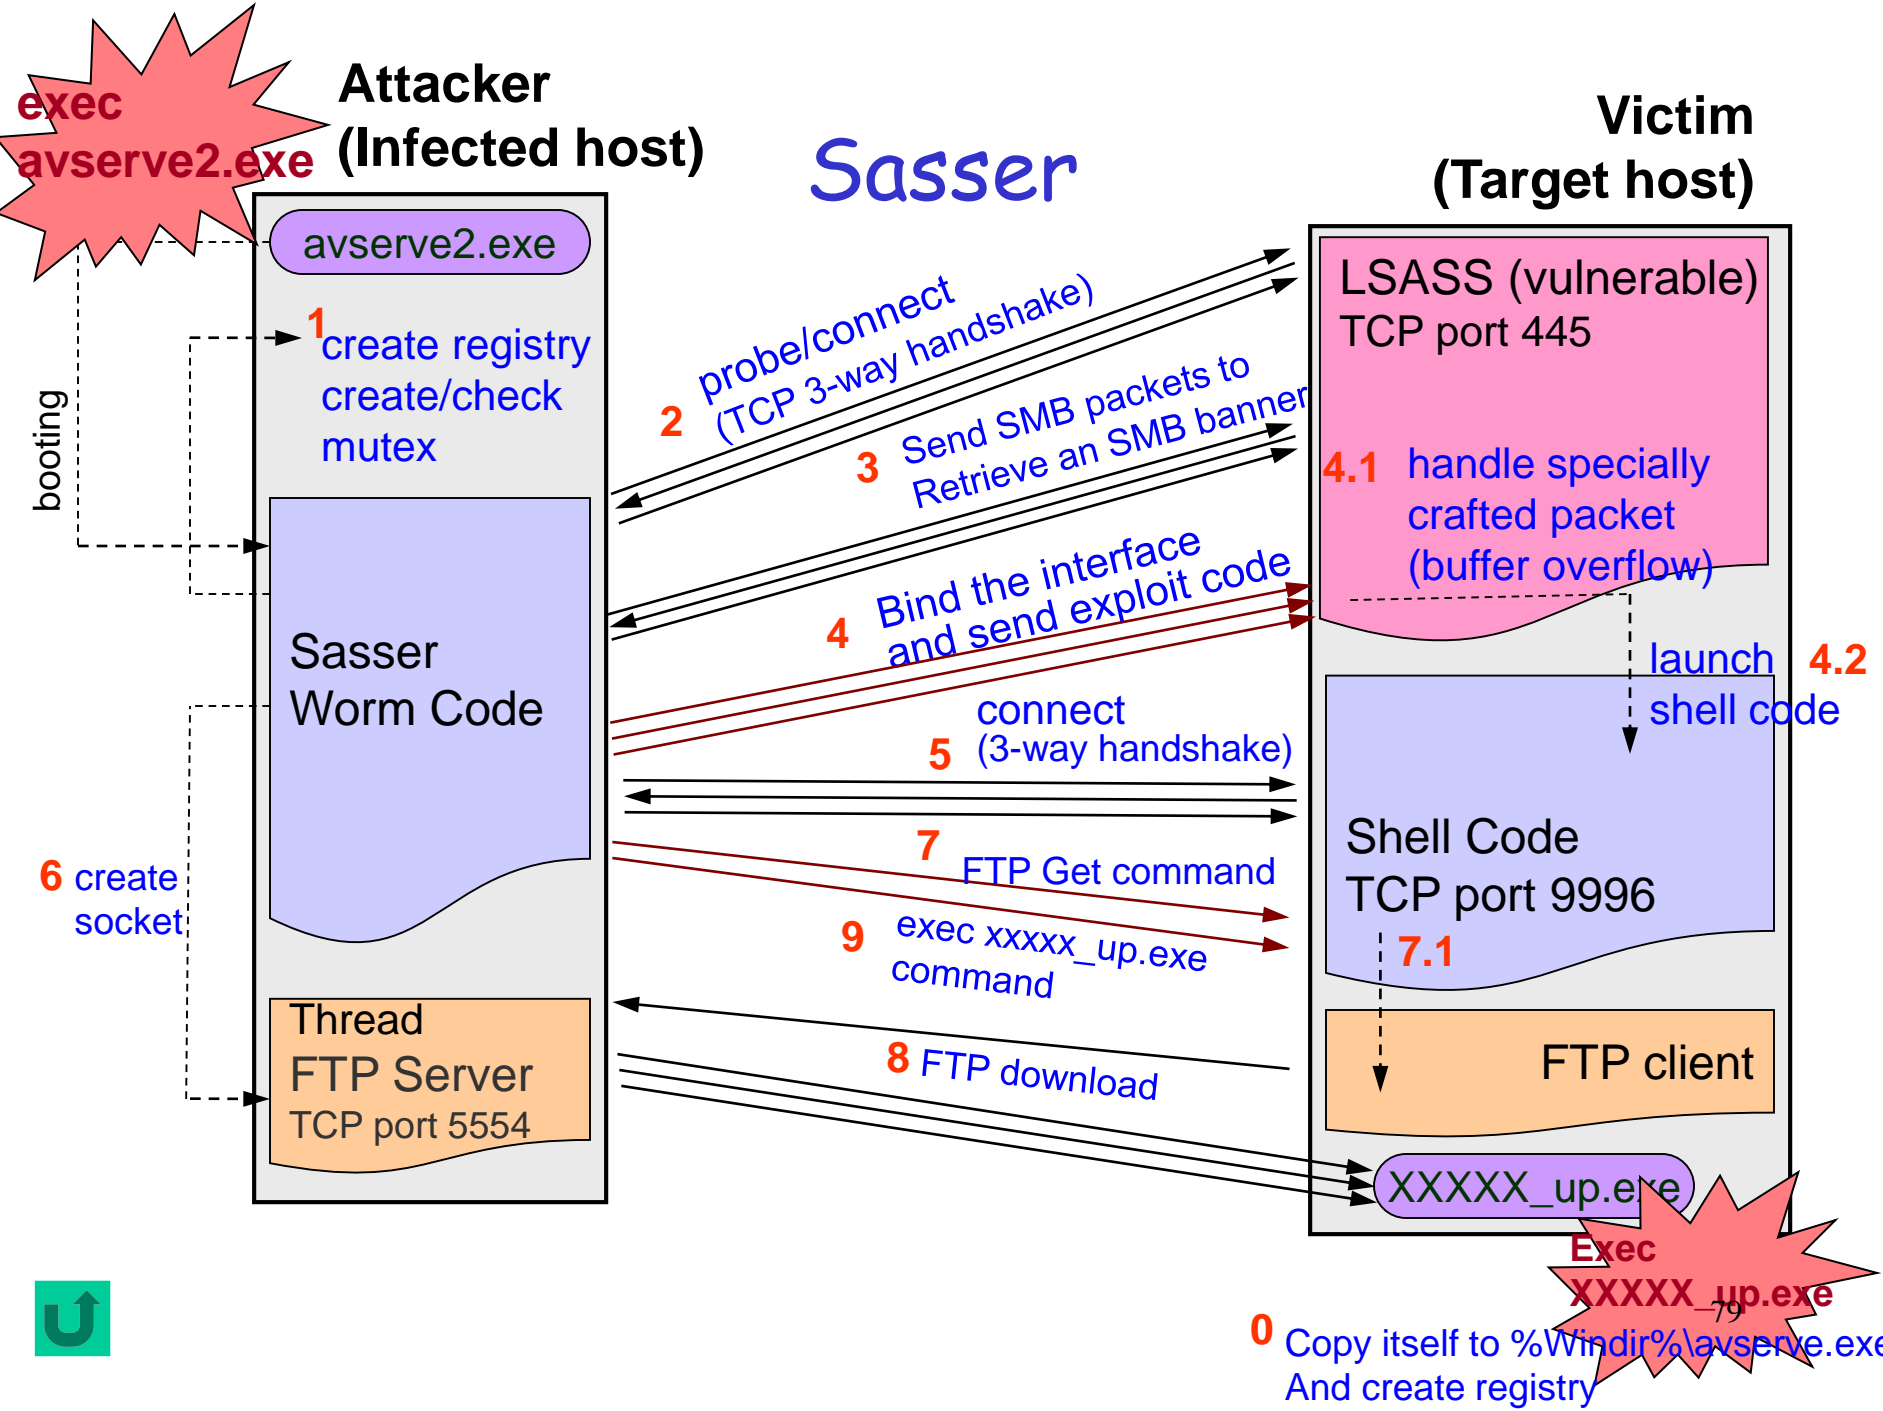 exec
avserve2.exe
Attacker
(Infected host)
Sasser
Victim
(Target host)
avserve2.exe
1
create registry
create/check
mutex
booting
Sasser
Worm Code
6 create
socket
Thread
FTP Server
TCP port 5554
2
probe/connect
(TCP 3-way handshake)
3
Send SMB packets to
Retrieve an SMB banner
4
Bind the interface
and send exploit code
5
connect
(3-way handshake)
7
FTP Get command
9
exec xxxxx_up.exe
command
8 FTP download
LSASS (vulnerable)
TCP port 445
4.1 handle specially
crafted packet
(buffer overflow)
launch 4.2
shell code
Shell Code
TCP port 9996
7.1
FTP client
XXXXX_up.exe
Exec
XXXXX_up.exe
79
0 Copy itself to %Windir%\avserve.exe
And create registry